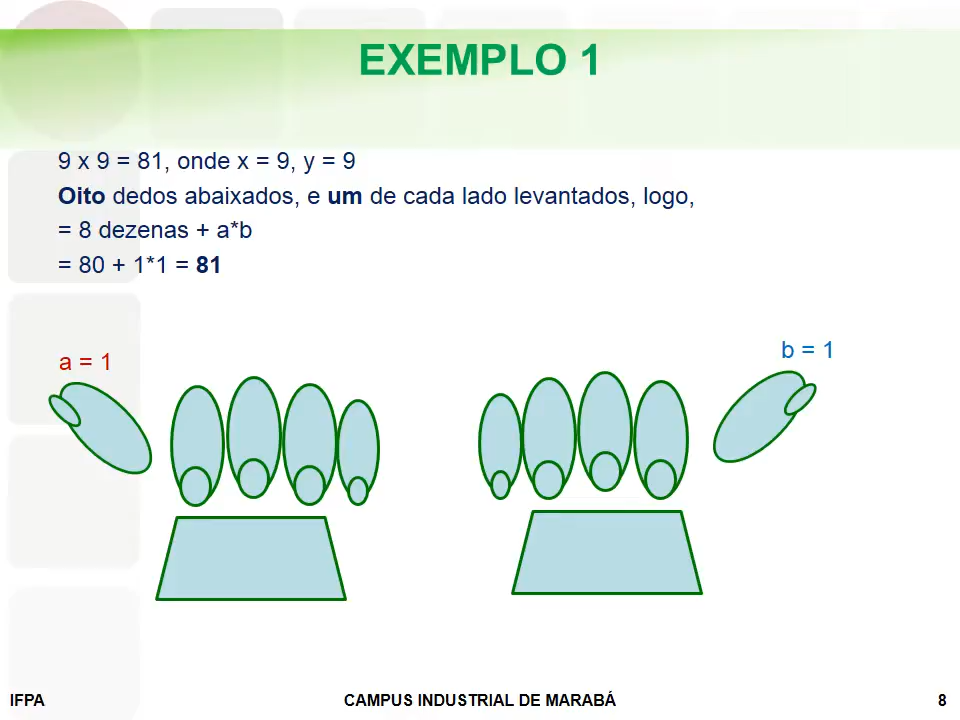 EXEMPLO 1
9 x 9 = 81, onde x = 9, y = 9
Oito dedos abaixados, e um de cada lado levantados, logo,
= 8 dezenas + a*b
= 80 + 1*1 = 81
a = 1
b = 1
IFPA
CAMPUS INDUSTRIAL DE MARABÁ
8